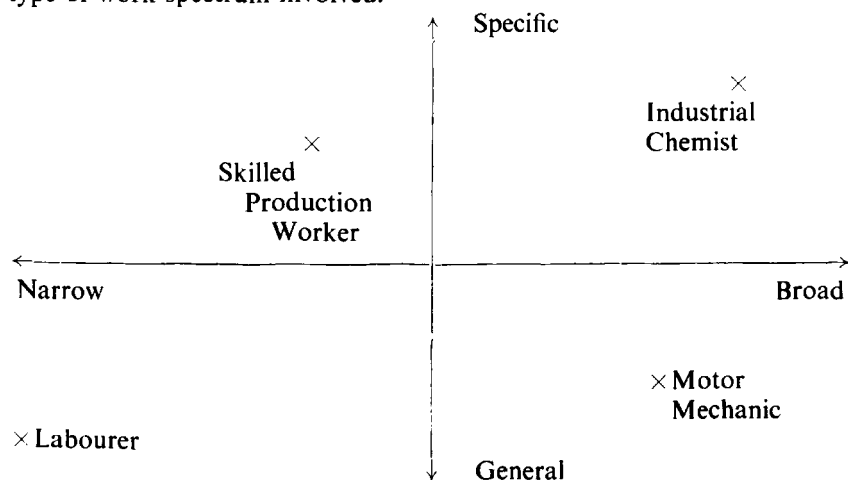 type of work spectrum involved.
Specific
Industrial
Chemist
Skilled
Production
Worker
Narrow
Broad
Motor
Mechanic
Labourer
General